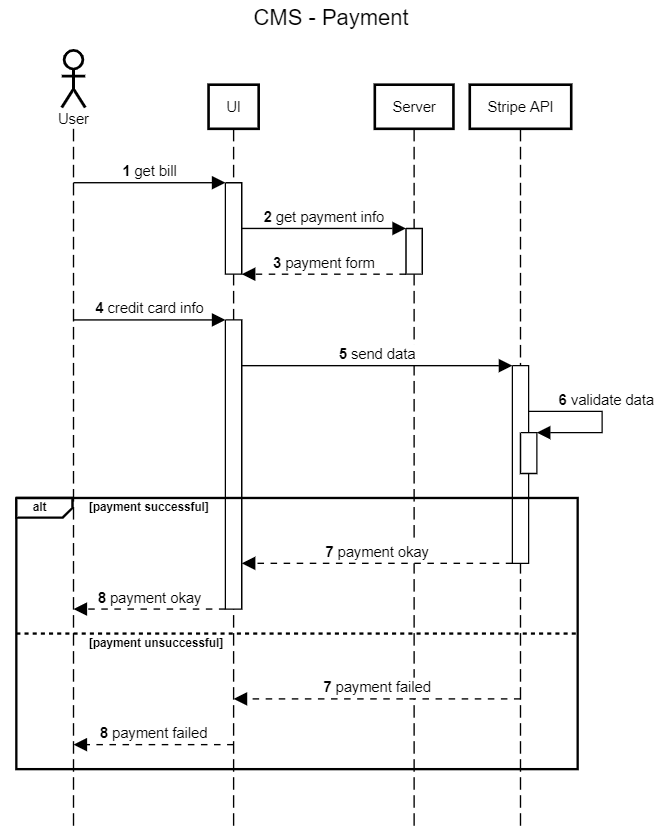 CMS - Payment
User
UI
Server
Stripe API
1 get bill
2 get payment info
3 payment form
4 credit card info
5 send data
6 validate data
alt
[payment successful]
7 payment okay
8 payment okay
[payment unsuccessful]
7 payment failed
8 payment failed